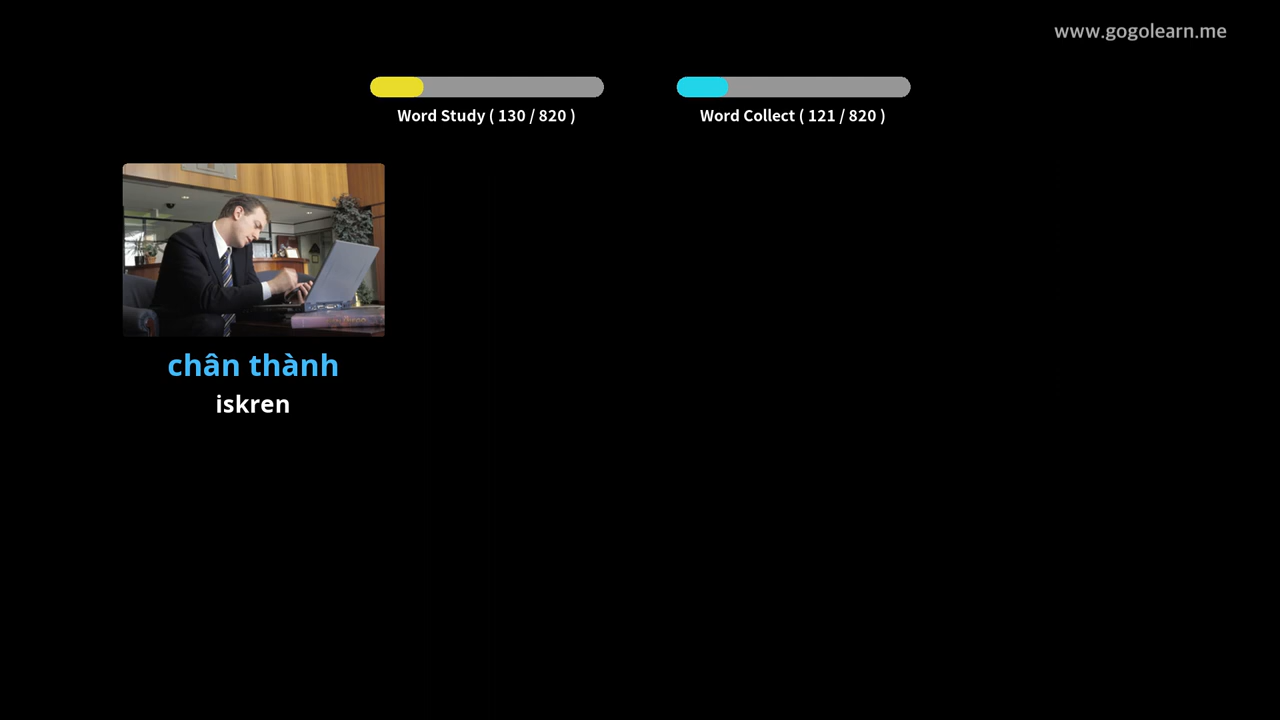 www.gogolearn.me
Word Study ( 130 / 820 )
Word Collect ( 121 / 820 )
chân thành
iskren